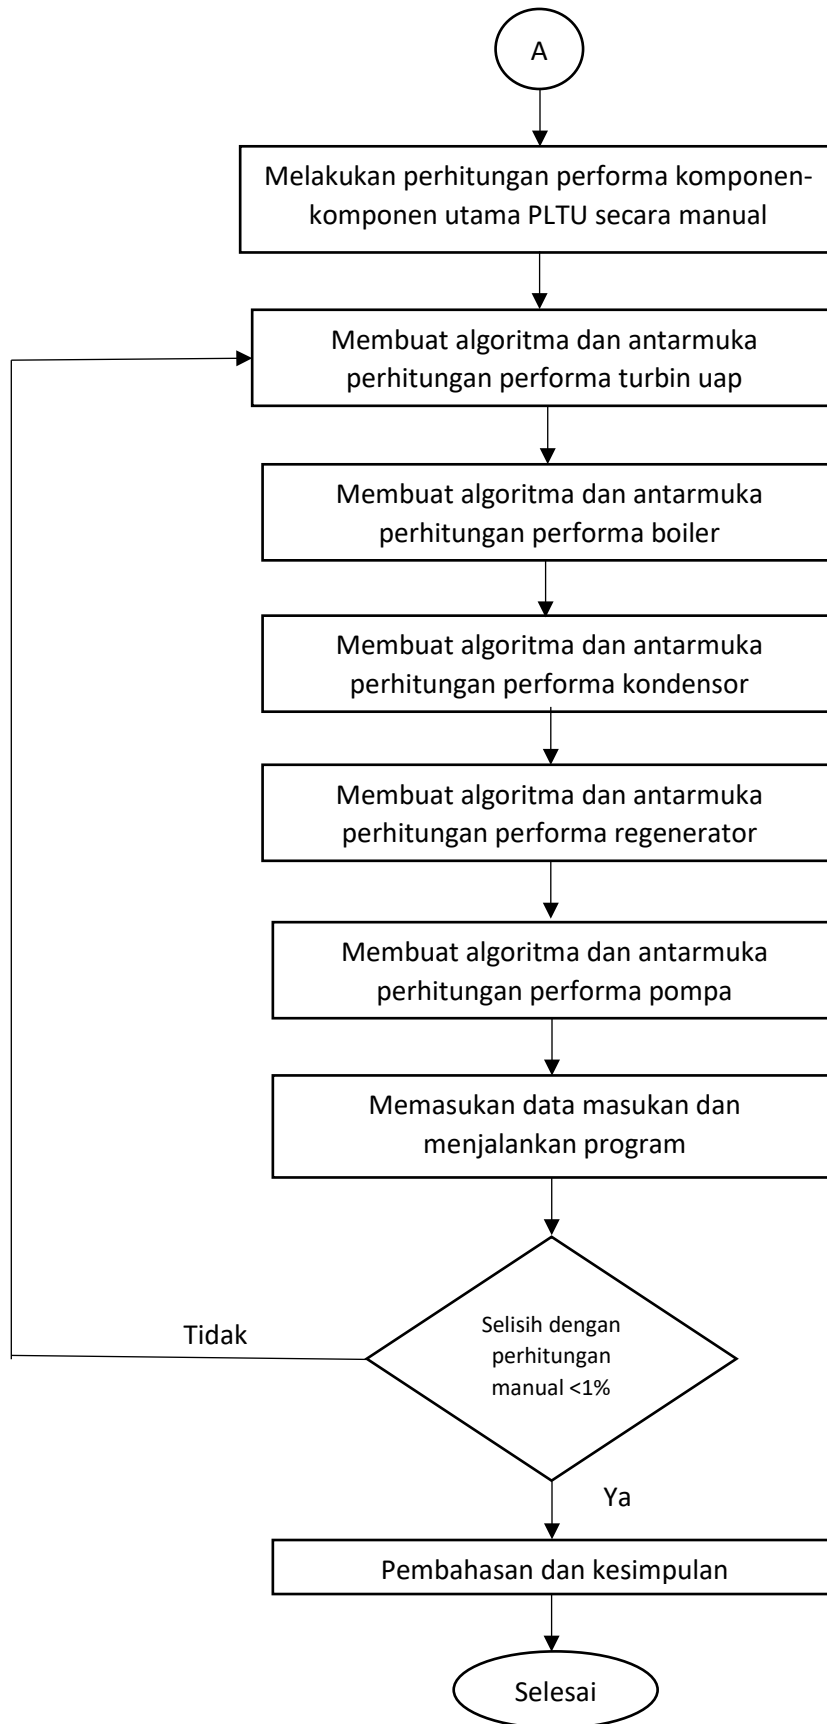 A
Melakukan perhitungan performa komponen-
komponen utama PLTU secara manual
Membuat algoritma dan antarmuka
perhitungan performa turbin uap
Membuat algoritma dan antarmuka
perhitungan performa boiler
Membuat algoritma dan antarmuka
perhitungan performa kondensor
Membuat algoritma dan antarmuka
perhitungan performa regenerator
Membuat algoritma dan antarmuka
perhitungan performa pompa
Memasukan data masukan dan
menjalankan program
Tidak
Selisih dengan
perhitungan
manual <1%
Ya
Pembahasan dan kesimpulan
Selesai